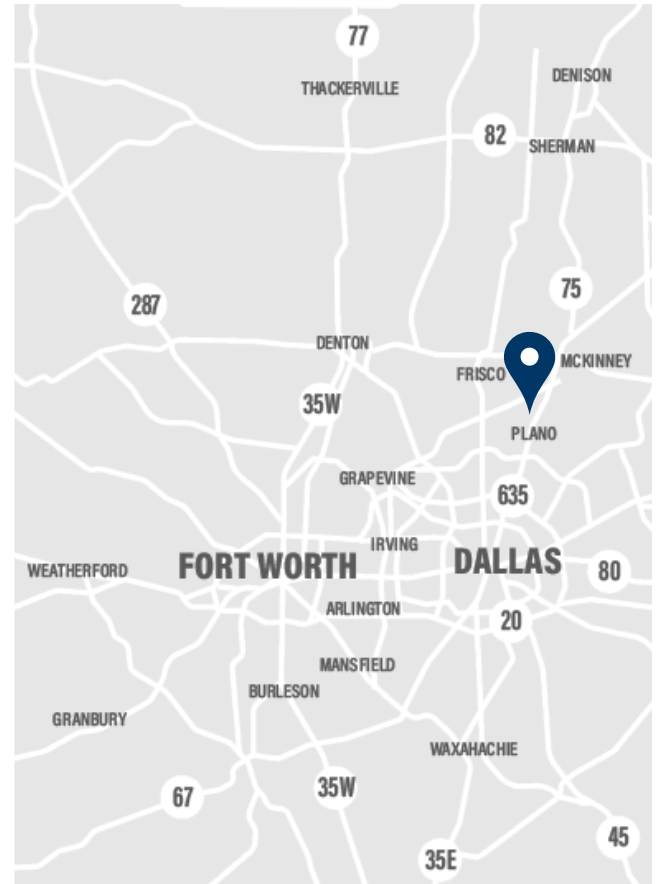 77
THACKERVILLE
DENISON
82
SHERMAN
75
287
DENTON
FRISCO
MCKINNEY
35W
PLANO
GRAPEVINE
635
IRVING
FORT WORTH
DALLAS
WEATHERFORD
80
ARLINGTON
20
MANSFIELD
BURLESON
GRANBURY
WAXAHACHIE
35W
67
45
35E